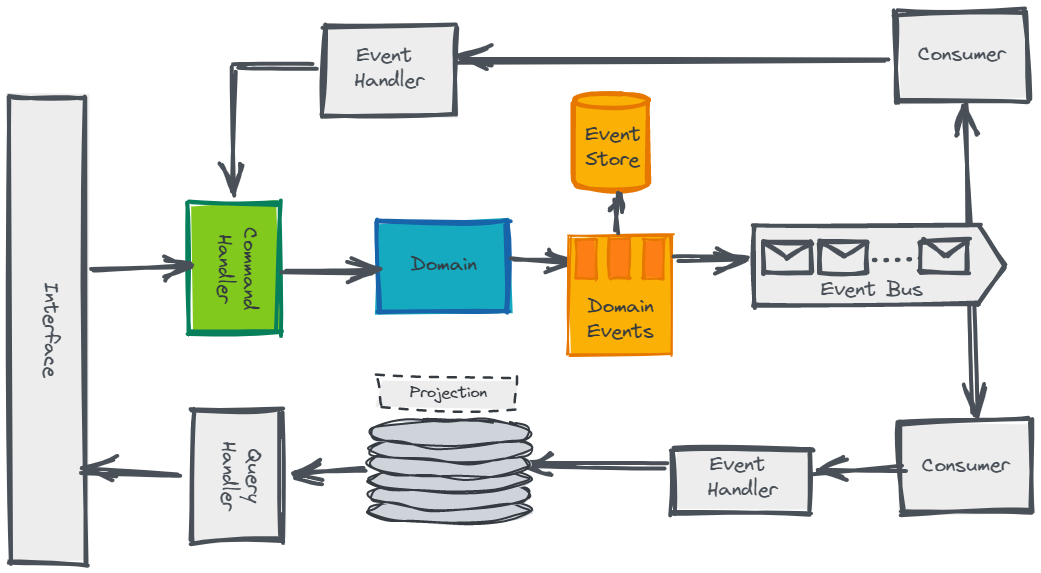 Event
Handler
Consumer
Event
Store
Interface
Command
Handler
Domain
Domain
Events
Event Bus
Projection
Query
Handler
Event
Handler
Consumer